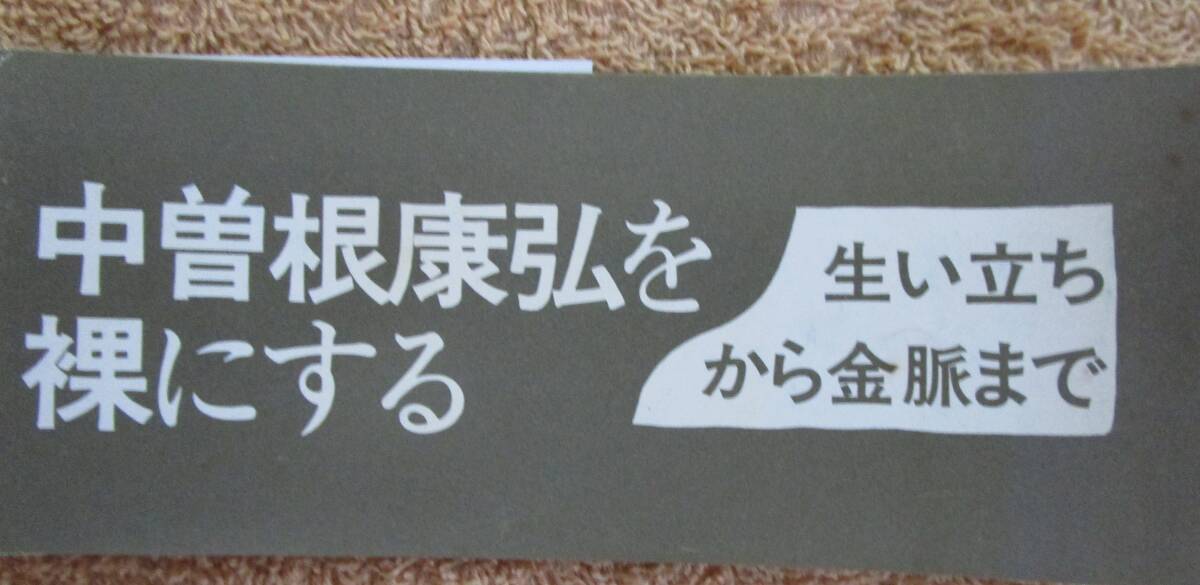 中曽根康弘を
裸にする
生い立ち
から金脈まで